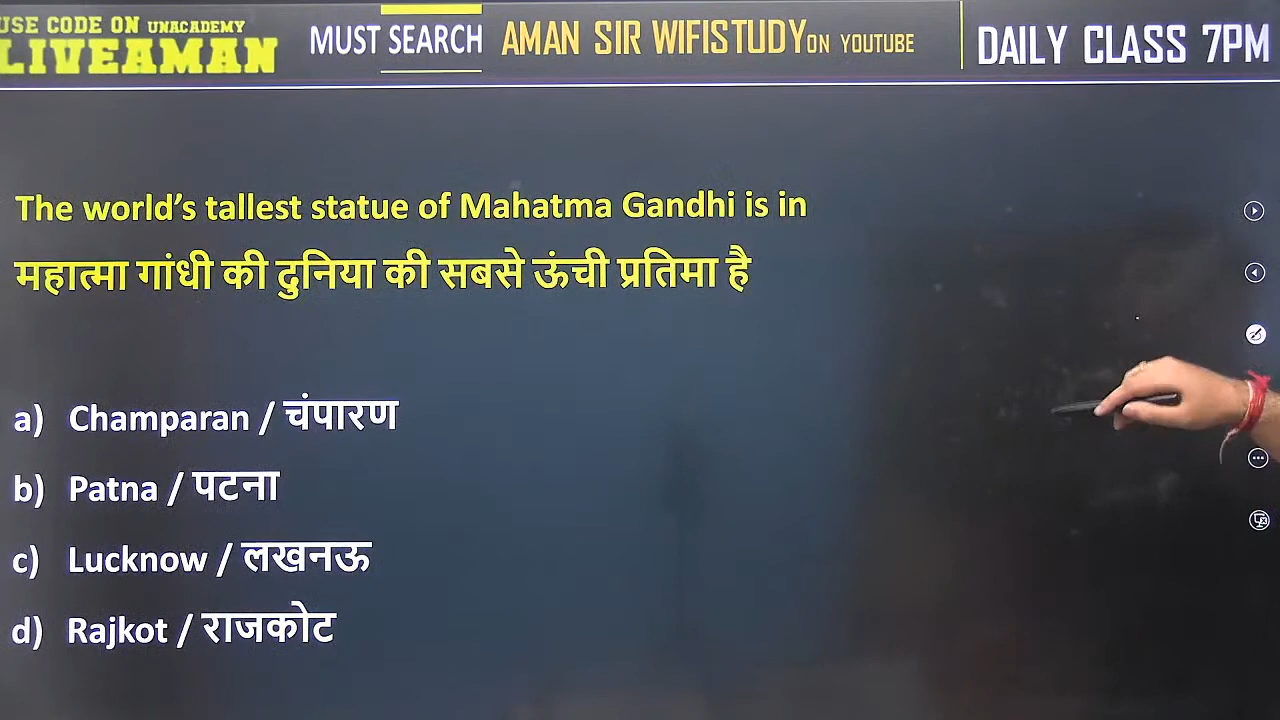 USE CODE ON UNACADEMY
LIVEAMAN
MUST SEARCH AMAN SIR WIFISTUDY ON YOUTUBE
DAILY CLASS 7PM
The world’s tallest statue of Mahatma Gandhi is in
महात्मा गांधी की दुनिया की सबसे ऊंची प्रतिमा है
a) Champaran / चंपारण
b) Patna / पटना
c) Lucknow / लखनऊ
d) Rajkot / राजकोट